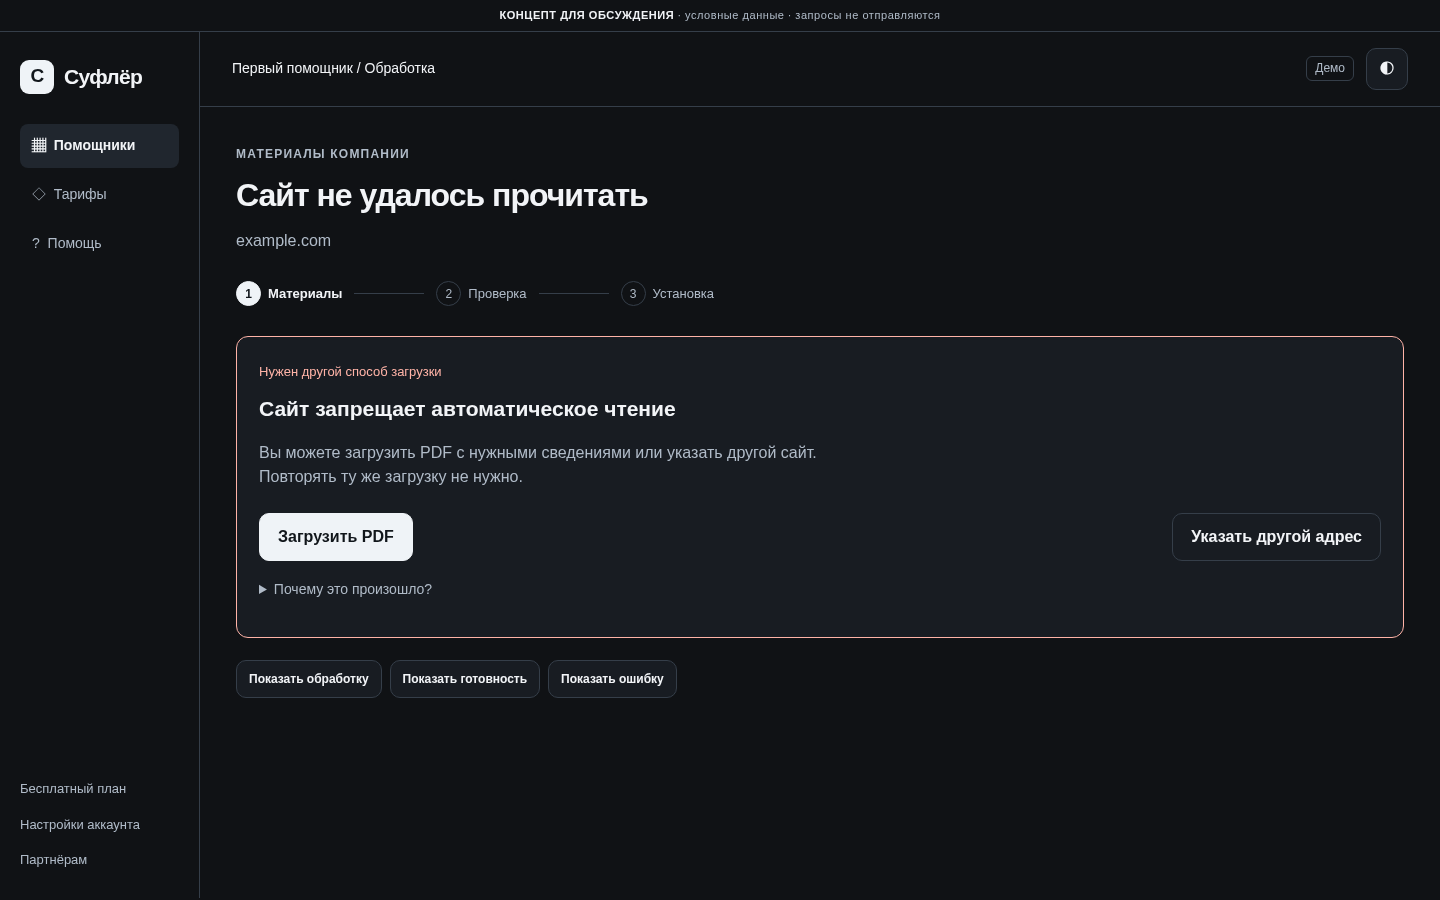 КОНЦЕПТ ДЛЯ ОБСУЖДЕНИЯ · условные данные · запросы не отправляются
С Суфлёр
Помощники
Тарифы
? Помощь
Бесплатный план
Настройки аккаунта
Партнёрам
Первый помощник / Обработка
Демо
МАТЕРИАЛЫ КОМПАНИИ
Сайт не удалось прочитать
example.com
1 Материалы 2 Проверка 3 Установка
Нужен другой способ загрузки
Сайт запрещает автоматическое чтение
Вы можете загрузить PDF с нужными сведениями или указать другой сайт.
Повторять ту же загрузку не нужно.
Загрузить PDF Указать другой адрес
Почему это произошло?
Показать обработку Показать готовность Показать ошибку